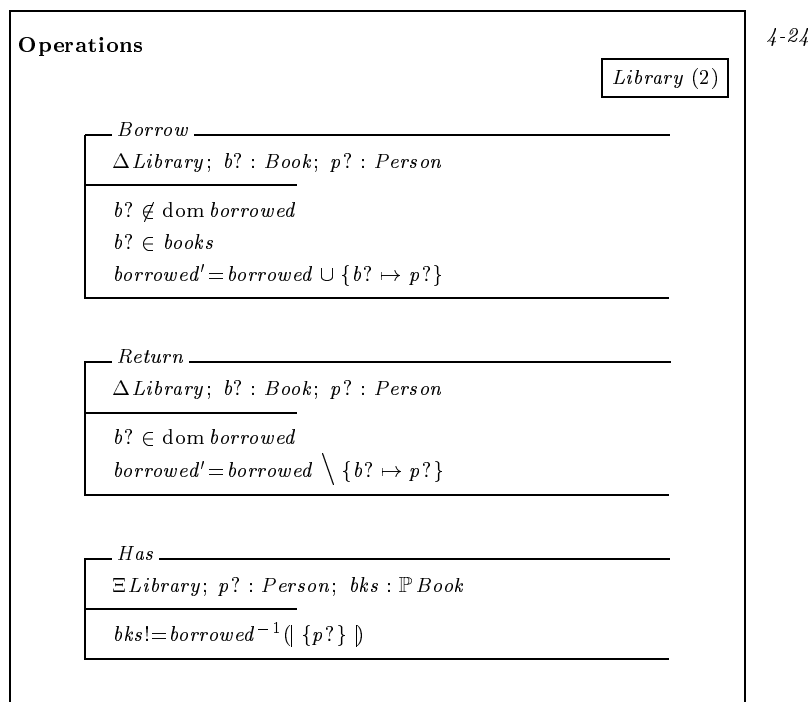 Operations
4-24
Library (2)
Borrow
ΔLibrary; b? : Book; p? : Person
b? ∉ dom borrowed
b? ∈ books
borrowed′=borrowed ∪ {b? ↦ p?}
Return
ΔLibrary; b? : Book; p? : Person
b? ∈ dom borrowed
borrowed′=borrowed \ {b? ↦ p?}
Has
ΞLibrary; p? : Person; bks : ℙ Book
bks!=borrowed⁻¹⦇ {p?} ⦈